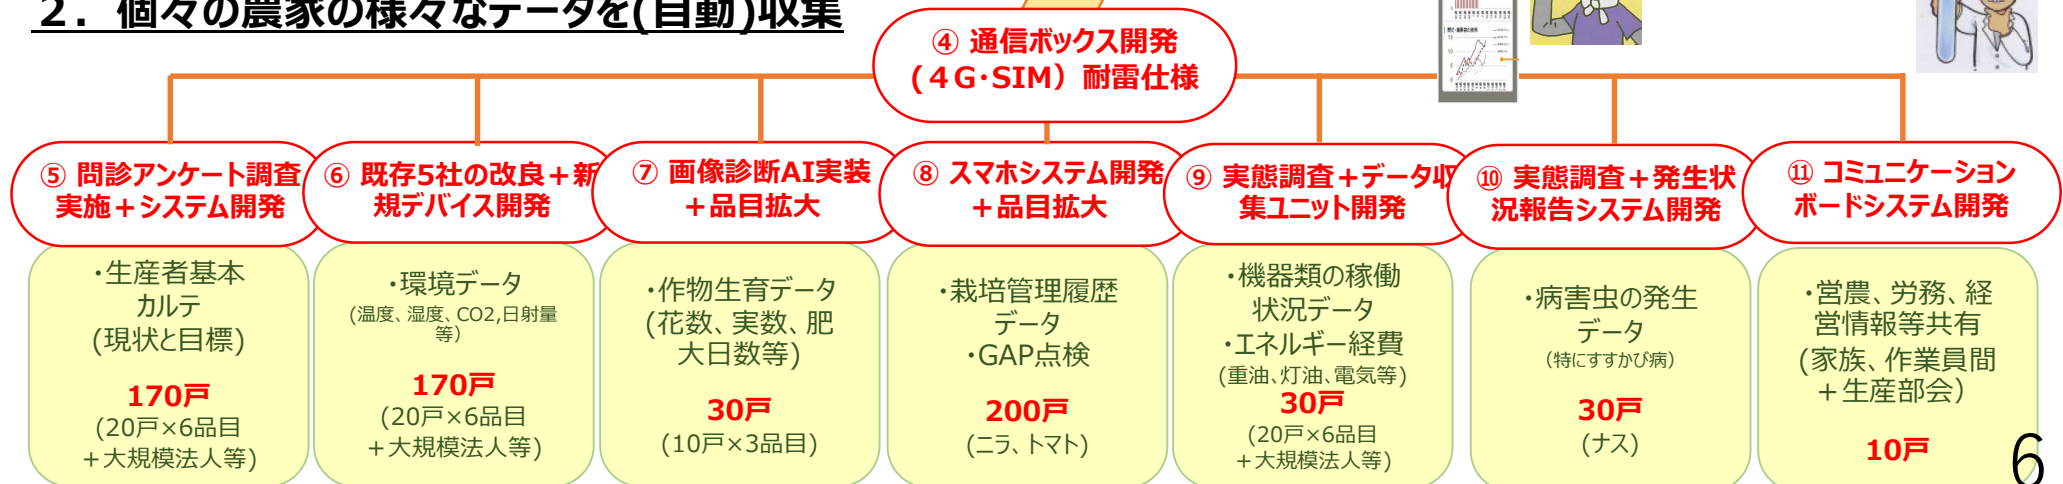 ２．個々の農家の様々なデータを(自動)収集
④ 通信ボックス開発
(４G･SIM）耐雷仕様
⑤ 問診アンケート調査
実施＋システム開発
・生産者基本
カルテ
(現状と目標)
170戸
(20戸×6品目
＋大規模法人等)
⑥ 既存5社の改良＋新
規デバイス開発
・環境データ
(温度、湿度、CO2,日射量
等)
170戸
(20戸×6品目
＋大規模法人等)
⑦ 画像診断AI実装
＋品目拡大
・作物生育データ
(花数、実数、肥
大日数等)
30戸
(10戸×3品目)
⑧ スマホシステム開発
＋品目拡大
・栽培管理履歴
データ
・GAP点検
200戸
(ニラ、トマト)
⑨ 実態調査＋データ収
集ユニット開発
・機器類の稼働
状況データ
・エネルギー経費
(重油、灯油、電気等)
30戸
(20戸×6品目
＋大規模法人等)
⑩ 実態調査＋発生状
況報告システム開発
・病害虫の発生
データ
（特にすすかび病）
30戸
(ナス)
⑪ コミュニケーション
ボードシステム開発
・営農、労務、経
営情報等共有
(家族、作業員間
＋生産部会）
10戸
6